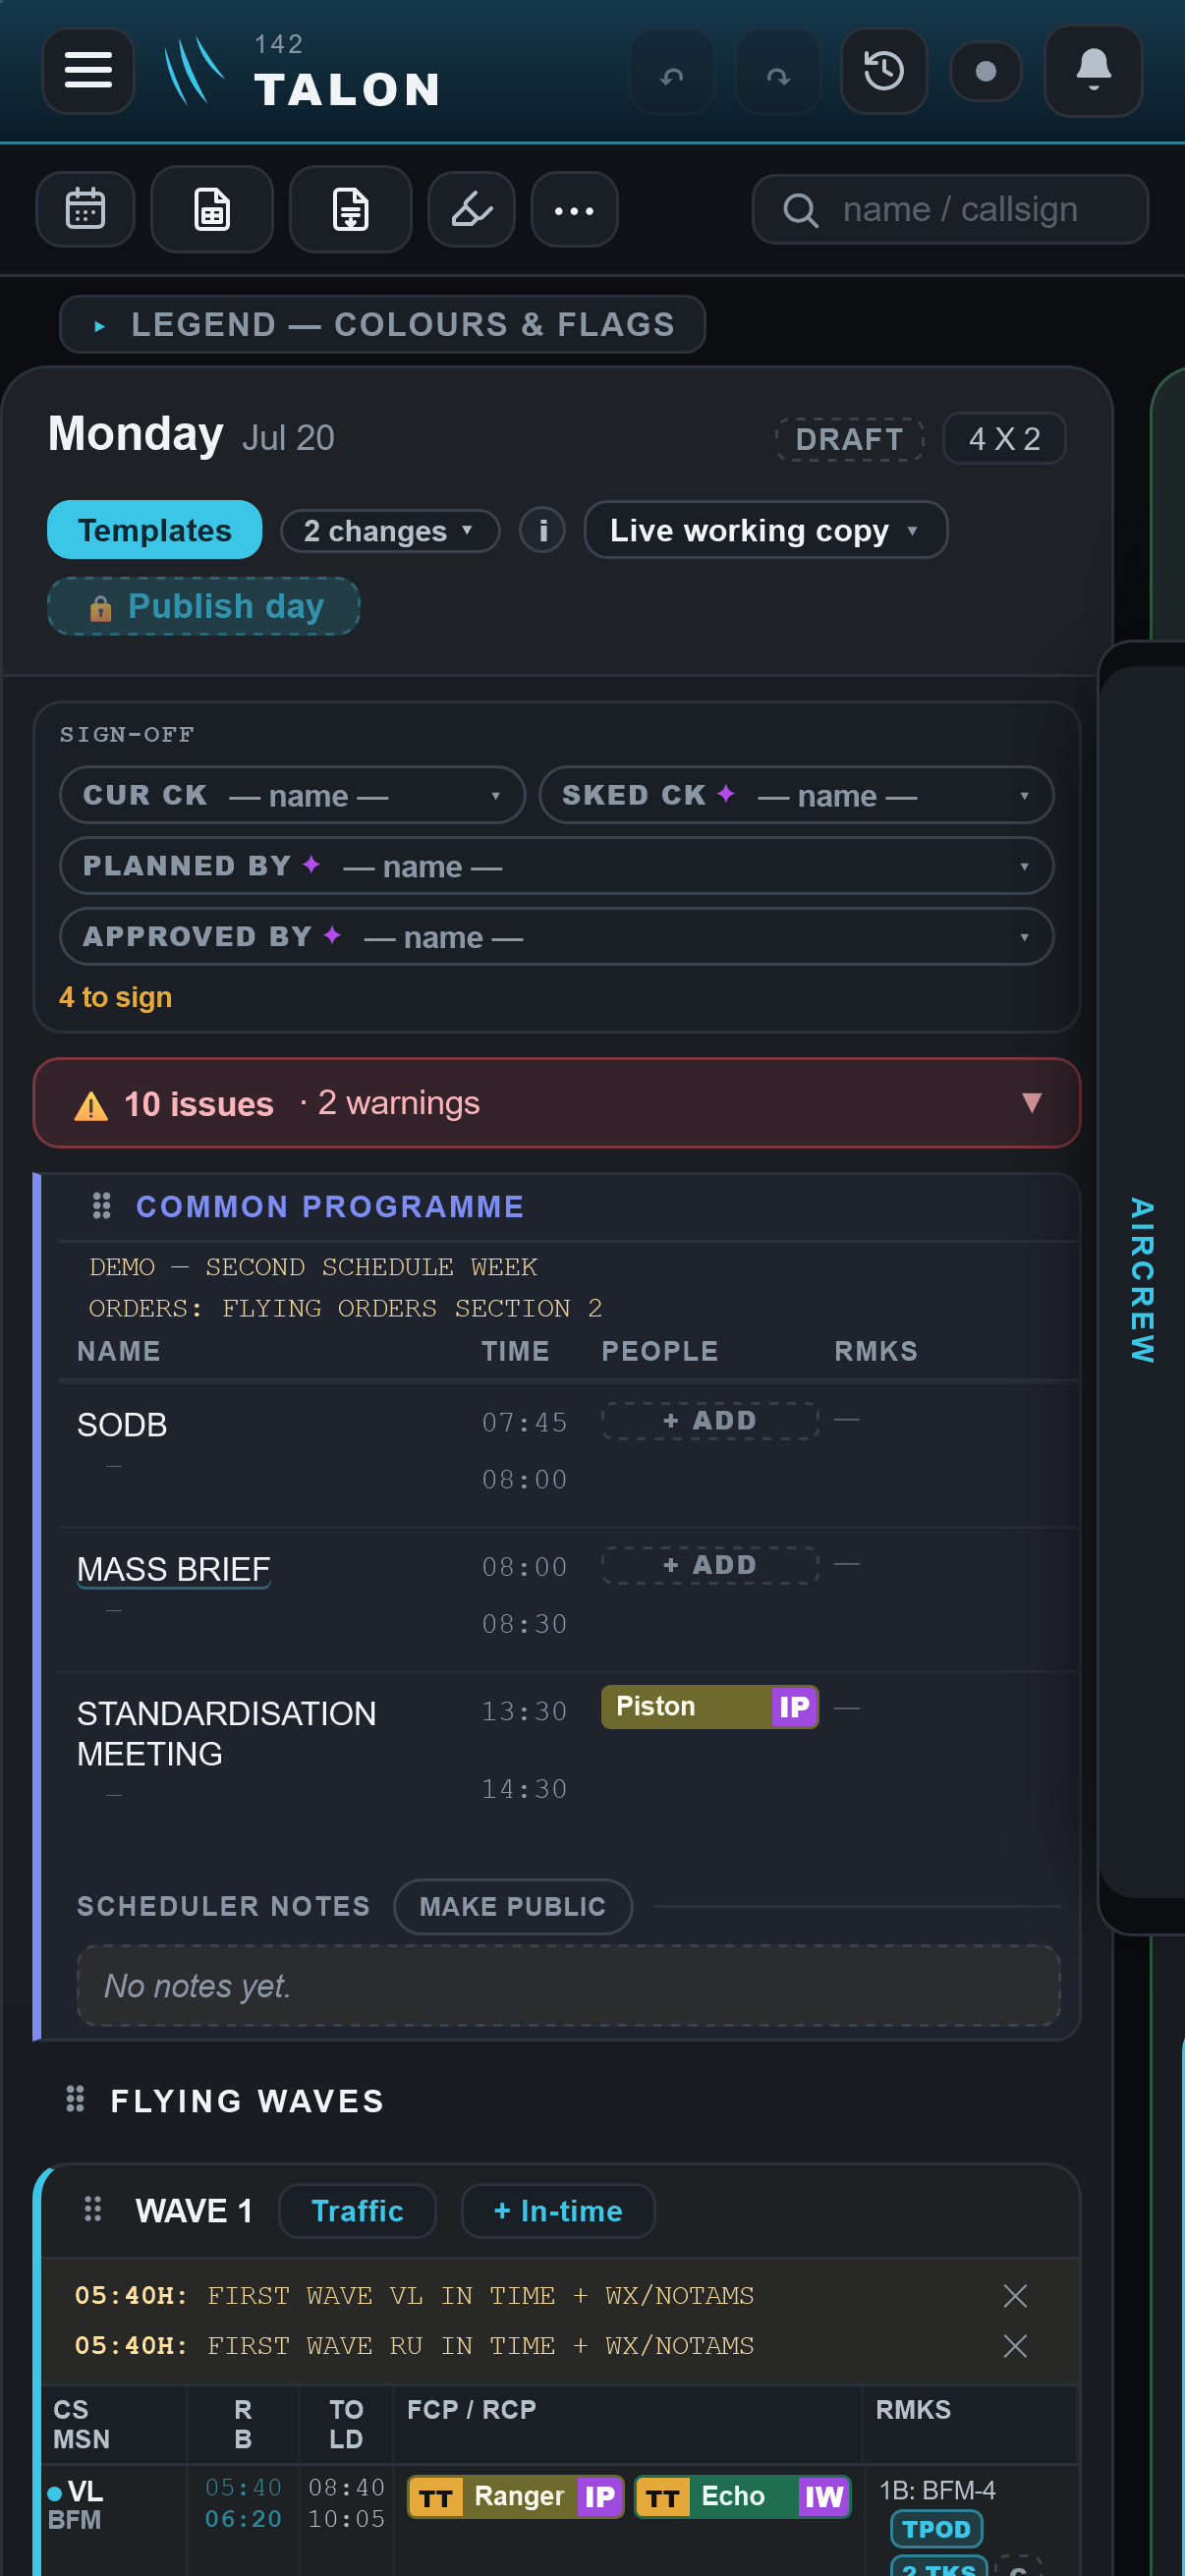 142
TALON
name / callsign
LEGEND — COLOURS & FLAGS
Monday Jul 20 DRAFT 4 X 2
Templates 2 changes i Live working copy
Publish day
SIGN-OFF
CUR CK — name — SKED CK — name —
PLANNED BY — name —
APPROVED BY — name —
4 to sign
10 issues · 2 warnings
AIRCREW
COMMON PROGRAMME
DEMO — SECOND SCHEDULE WEEK
ORDERS: FLYING ORDERS SECTION 2
NAME TIME PEOPLE RMKS
SODB 07:45 + ADD —
— 08:00
MASS BRIEF 08:00 + ADD —
— 08:30
STANDARDISATION 13:30 Piston IP —
MEETING
— 14:30
SCHEDULER NOTES MAKE PUBLIC
No notes yet.
FLYING WAVES
WAVE 1 Traffic + In-time
05:40H: FIRST WAVE VL IN TIME + WX/NOTAMS
05:40H: FIRST WAVE RU IN TIME + WX/NOTAMS
CS R TO FCP / RCP RMKS
MSN B LD
VL 05:40 08:40 TT Ranger IP TT Echo IW 1B: BFM-4
BFM 06:20 10:05
TPOD
2 TKS